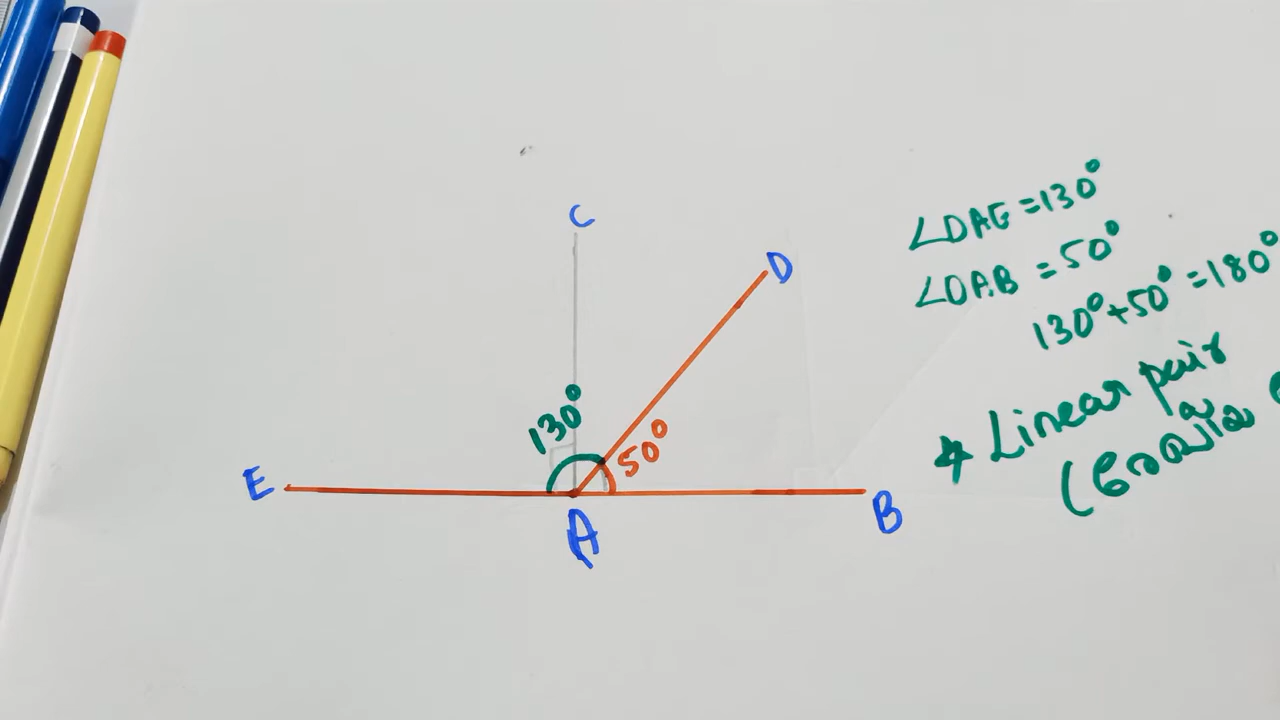 C
D
130°
50°
E
A
B
∠DAE = 130°
∠DAB = 50°
130° + 50° = 180°
* Linear pair